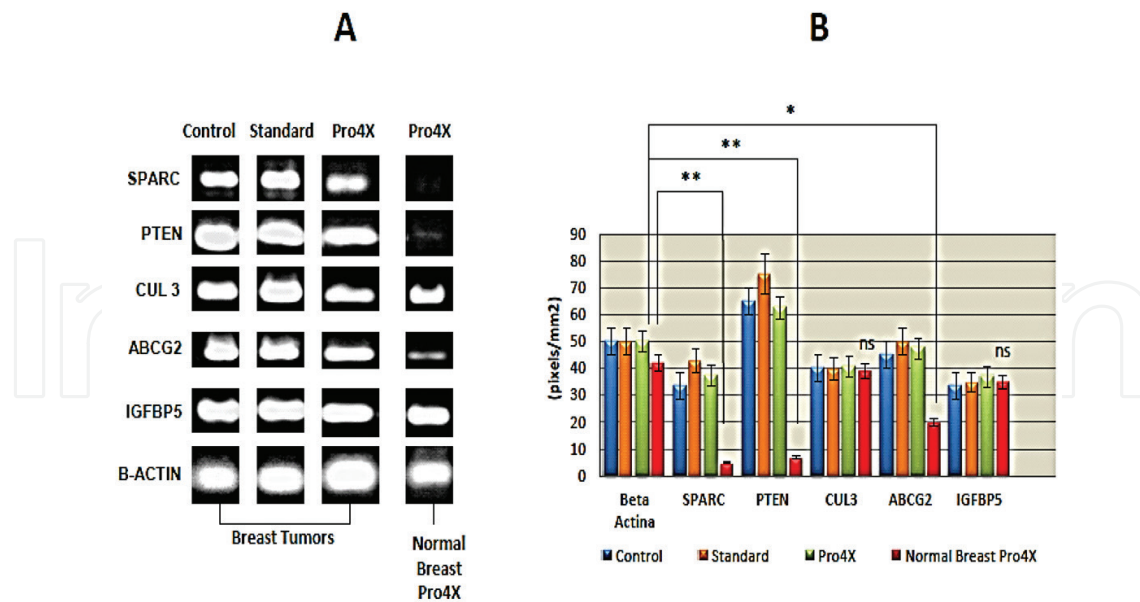 A
B
Control Standard Pro4X Pro4X
SPARC
PTEN
CUL 3
ABCG2
IGFBP5
B-ACTIN
Breast Tumors
Normal
Breast
Pro4X
*
**
**
(pixels/mm2)
90
80
70
60
50
40
30
20
10
0
ns
ns
Beta
Actina
SPARC PTEN CUL3 ABCG2 IGFBP5
Control Standard Pro4X Normal Breast Pro4X